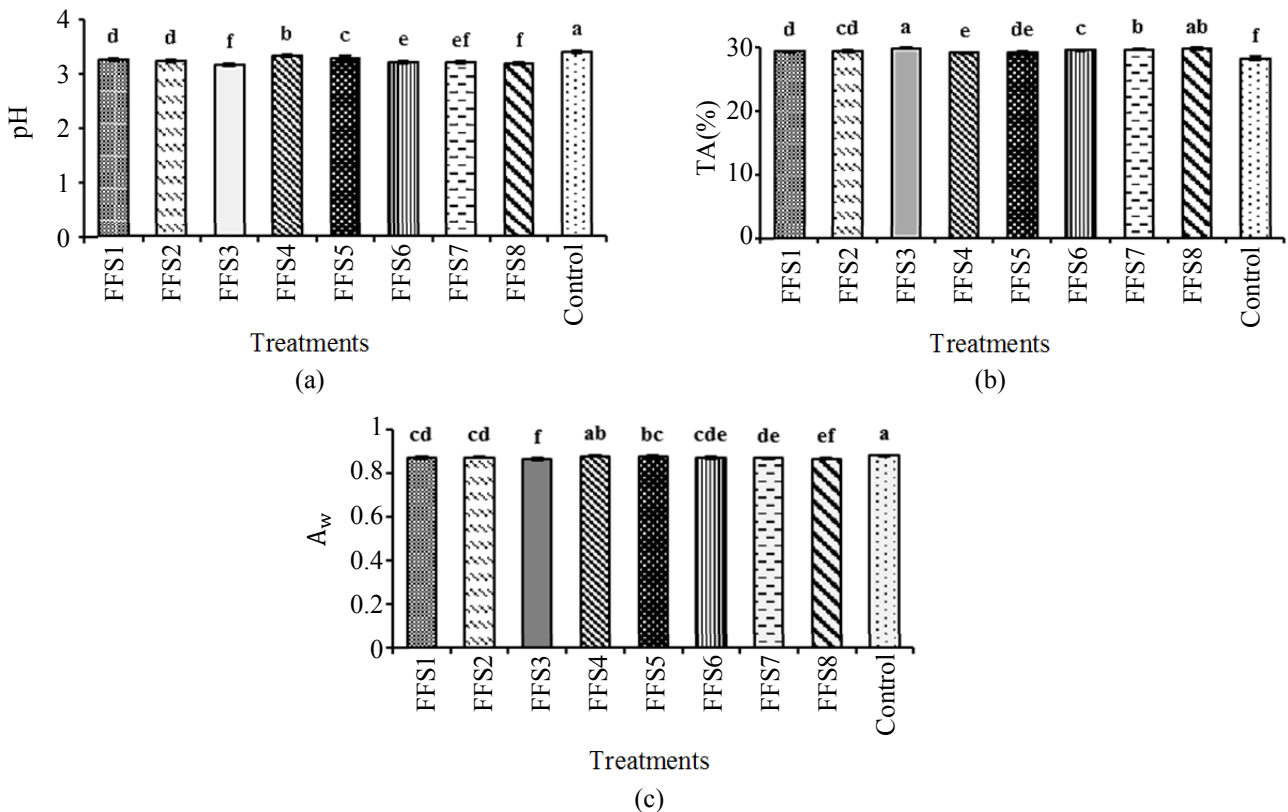 4
3
2
1
0
pH
d d f b c e ef f a
FFS1
FFS2
FFS3
FFS4
FFS5
FFS6
FFS7
FFS8
Control
Treatments
(a)
30
20
10
0
TA(%)
d cd a e de c b ab f
FFS1
FFS2
FFS3
FFS4
FFS5
FFS6
FFS7
FFS8
Control
Treatments
(b)
1
0.8
0.6
0.4
0.2
0
Aw
cd cd f ab bc cde de ef a
FFS1
FFS2
FFS3
FFS4
FFS5
FFS6
FFS7
FFS8
Control
Treatments
(c)